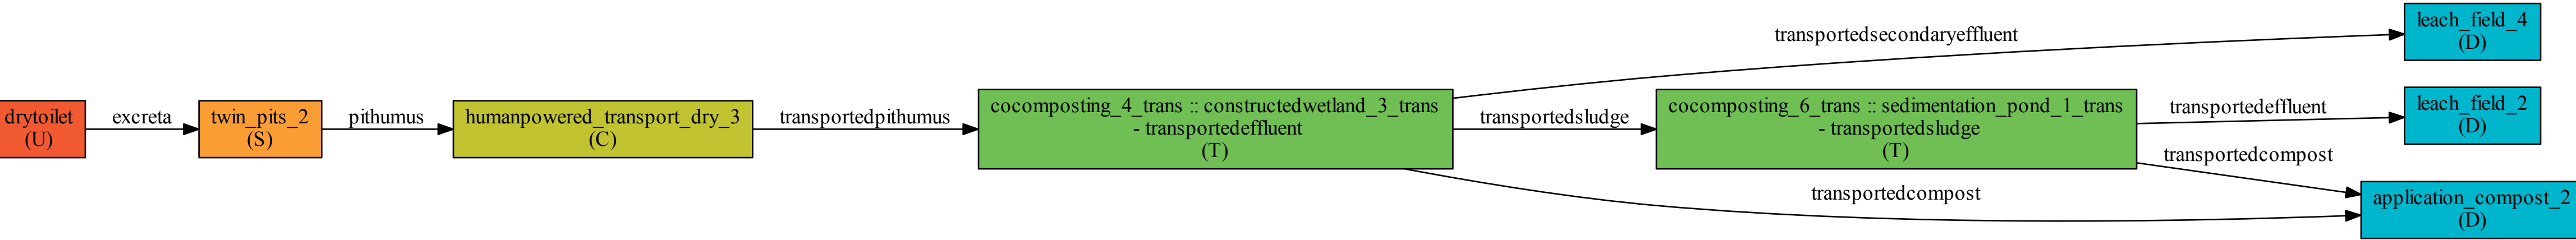 drytoilet
(U)
excreta
twin_pits_2
(S)
pithumus
humanpowered_transport_dry_3
(C)
transportedpithumus
cocomposting_4_trans :: constructedwetland_3_trans
- transportedeffluent
(T)
transportedsludge
cocomposting_6_trans :: sedimentation_pond_1_trans
- transportedsludge
(T)
transportedsecondaryeffluent
leach_field_4
(D)
transportedeffluent
leach_field_2
(D)
transportedcompost
transportedcompost
application_compost_2
(D)